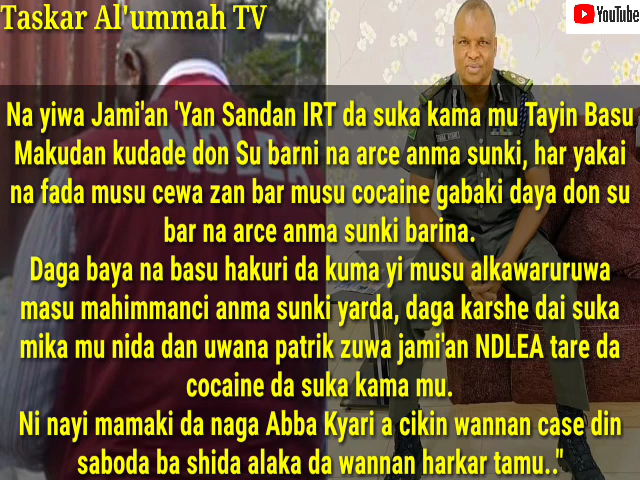 Taskar Al'ummah TV
YouTube
Na yiwa Jami'an 'Yan Sandan IRT da suka kama mu Tayin Basu
Makudan kudade don Su barni na arce anma sunki, har yakai
na fada musu cewa zan bar musu cocaine gabaki daya don su
bar na arce anma sunki barina.
Daga baya na basu hakuri da kuma yi musu alkawaruruwa
masu mahimmanci anma sunki yarda, daga karshe dai suka
mika mu nida dan uwana patrik zuwa jami'an NDLEA tare da
cocaine da suka kama mu.
Ni nayi mamaki da naga Abba Kyari a cikin wannan case din
saboda ba shida alaka da wannan harkar tamu.."
NDLEA